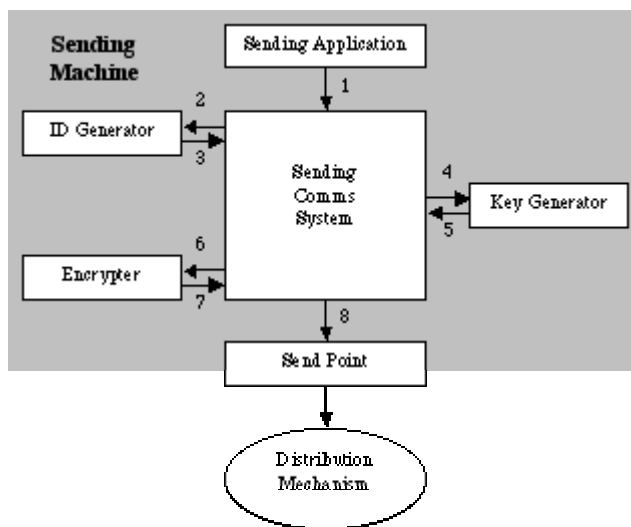 Sending
Machine
Sending Application
1
2
ID Generator
3
Sending
Comms
System
4
Key Generator
5
6
Encrypter
7
8
Send Point
Distribution
Mechanism